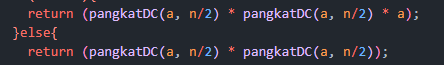 return (pangkatDC(a, n/2) * pangkatDC(a, n/2) * a);
}else{
return (pangkatDC(a, n/2) * pangkatDC(a, n/2));